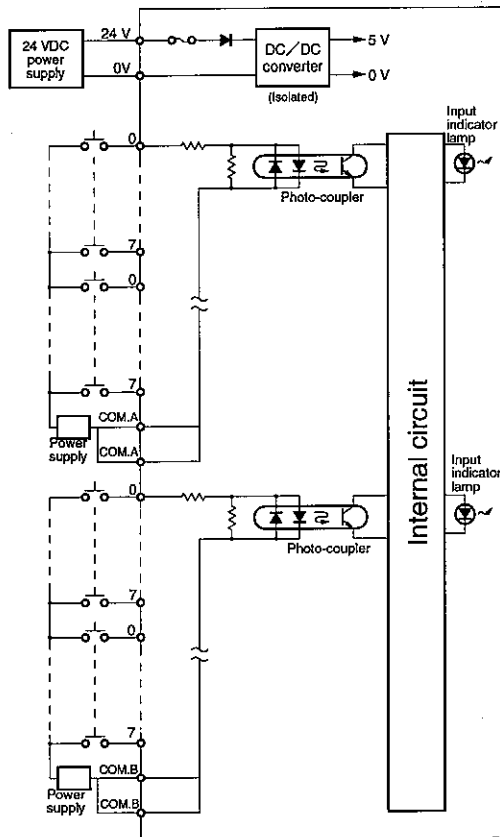 24 VDC
power
supply
24 V
0V
DC/DC
converter
(Isolated)
5 V
0 V
Input
indicator
lamp
0
Photo-coupler
7
0
7
COM.A
Power
supply
COM.A
Internal circuit
Input
indicator
lamp
0
Photo-coupler
7
0
7
COM.B
Power
supply
COM.B